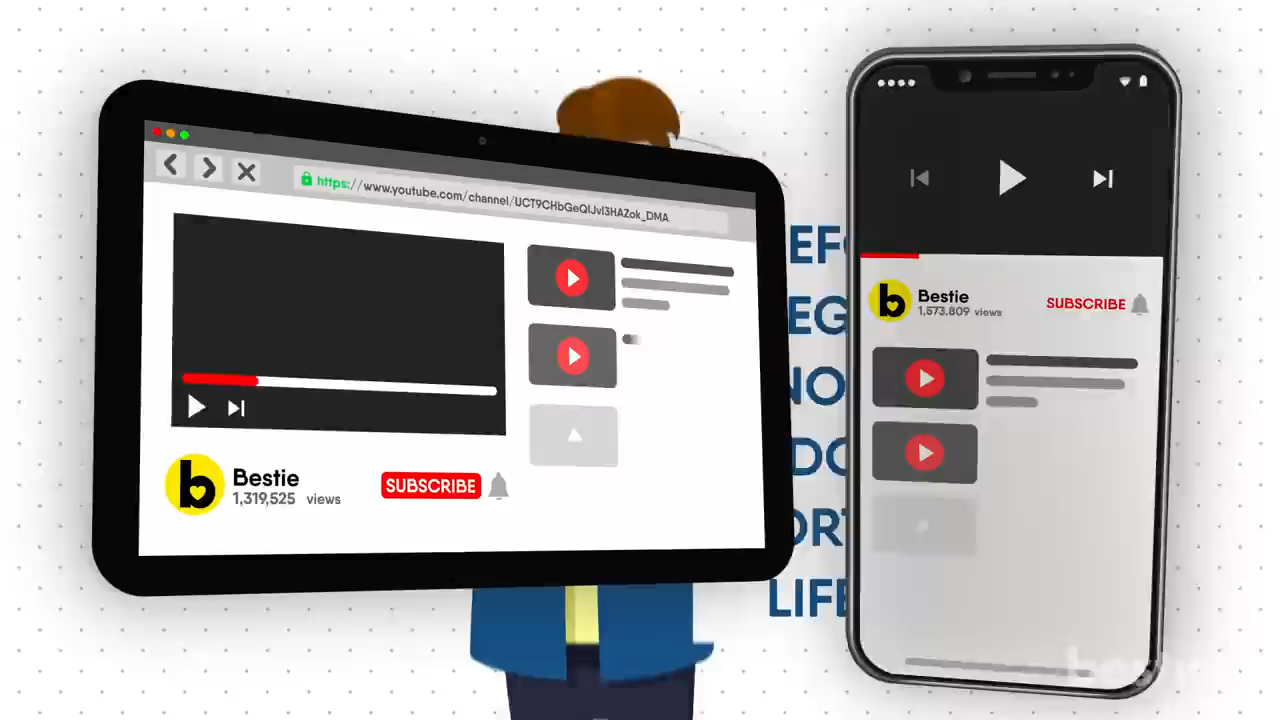 https://www.youtube.com/channel/UCT9CHbGeQlJvl3HAZok_DMA
Bestie
1,319,525 views
SUBSCRIBE
Bestie
1,573,809 views
SUBSCRIBE
LIFE